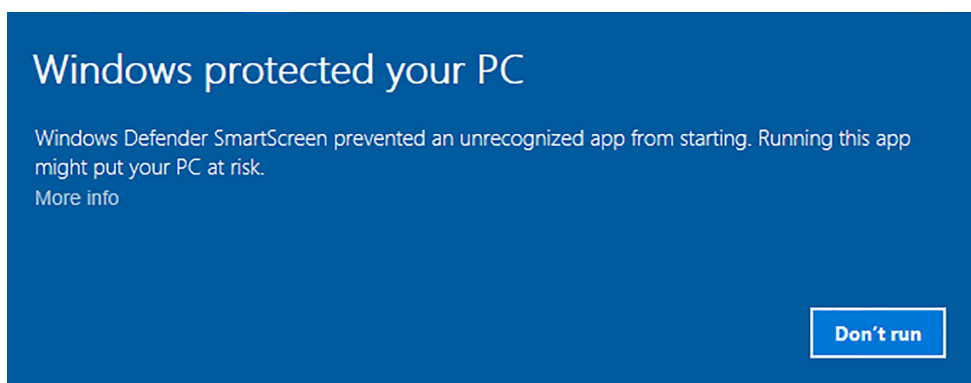 Windows protected your PC
Windows Defender SmartScreen prevented an unrecognized app from starting. Running this app
might put your PC at risk.
More info
Don't run